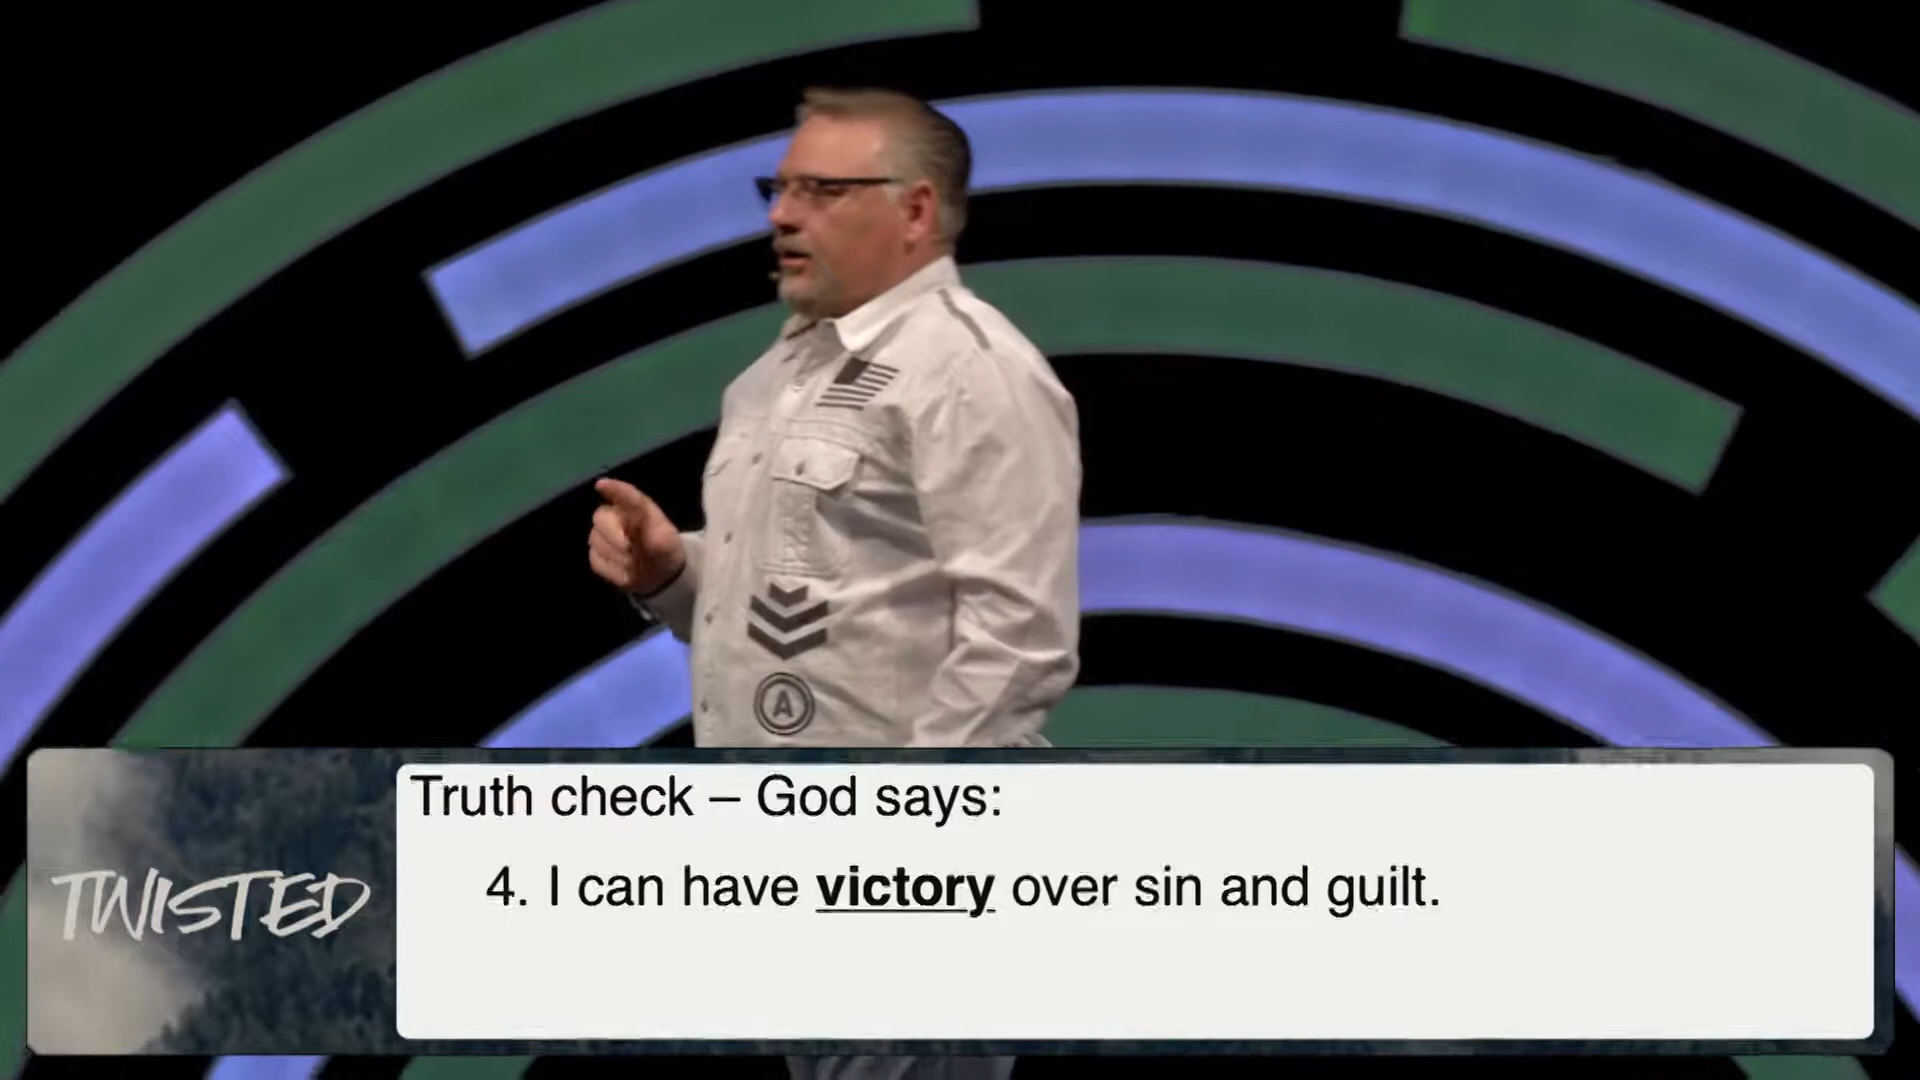 A
TWISTED
Truth check – God says:
4. I can have victory over sin and guilt.